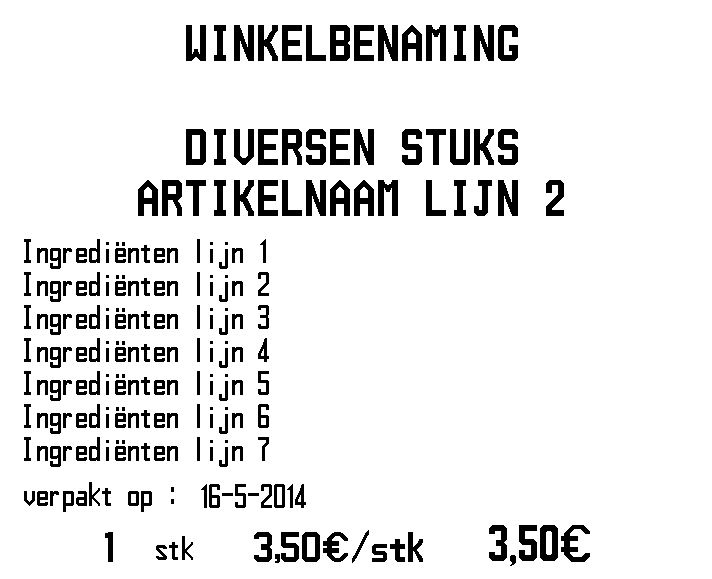 WINKELBENAMING
DIVERSEN STUKS
ARTIKELNAAM LIJN 2
Ingrediënten lijn 1
Ingrediënten lijn 2
Ingrediënten lijn 3
Ingrediënten lijn 4
Ingrediënten lijn 5
Ingrediënten lijn 6
Ingrediënten lijn 7
verpakt op : 16-5-2014
1 stk 3,50€/stk 3,50€